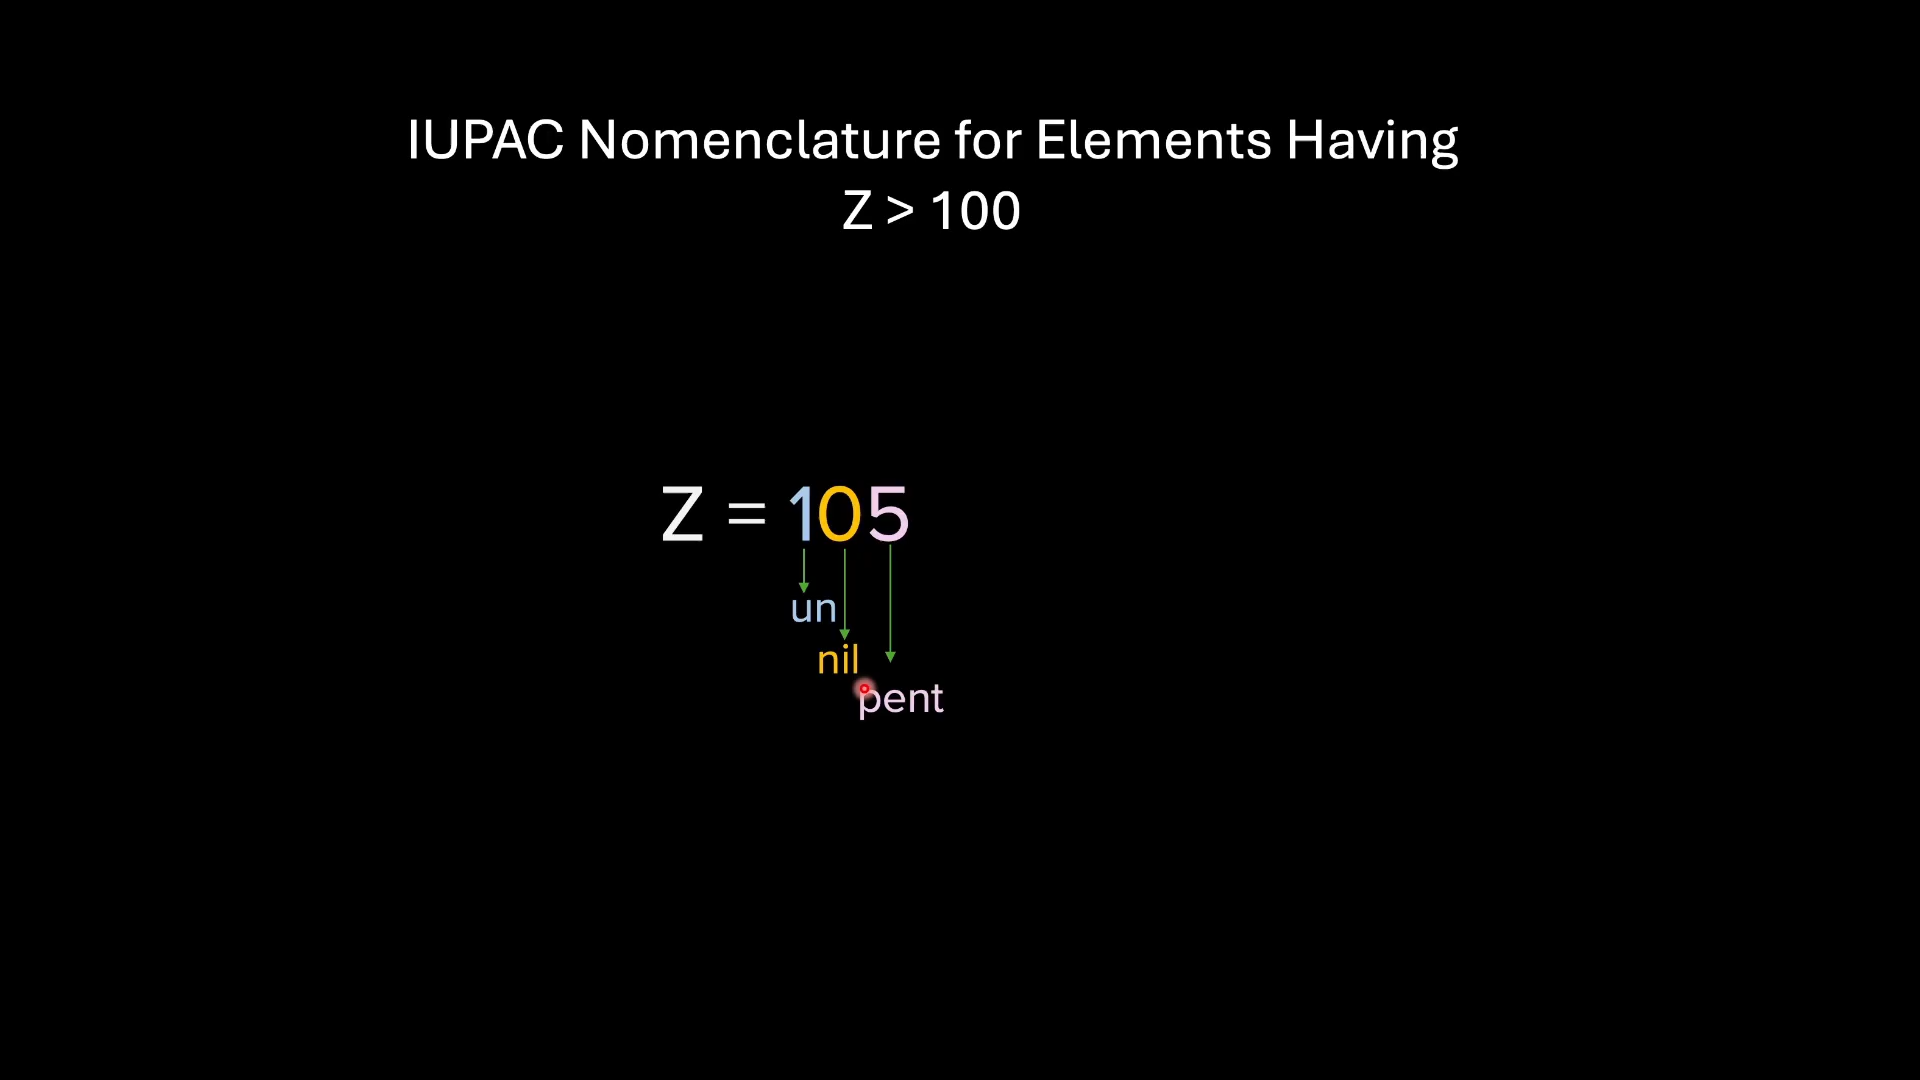 IUPAC Nomenclature for Elements Having
Z > 100
Z = 105
un
nil
pent